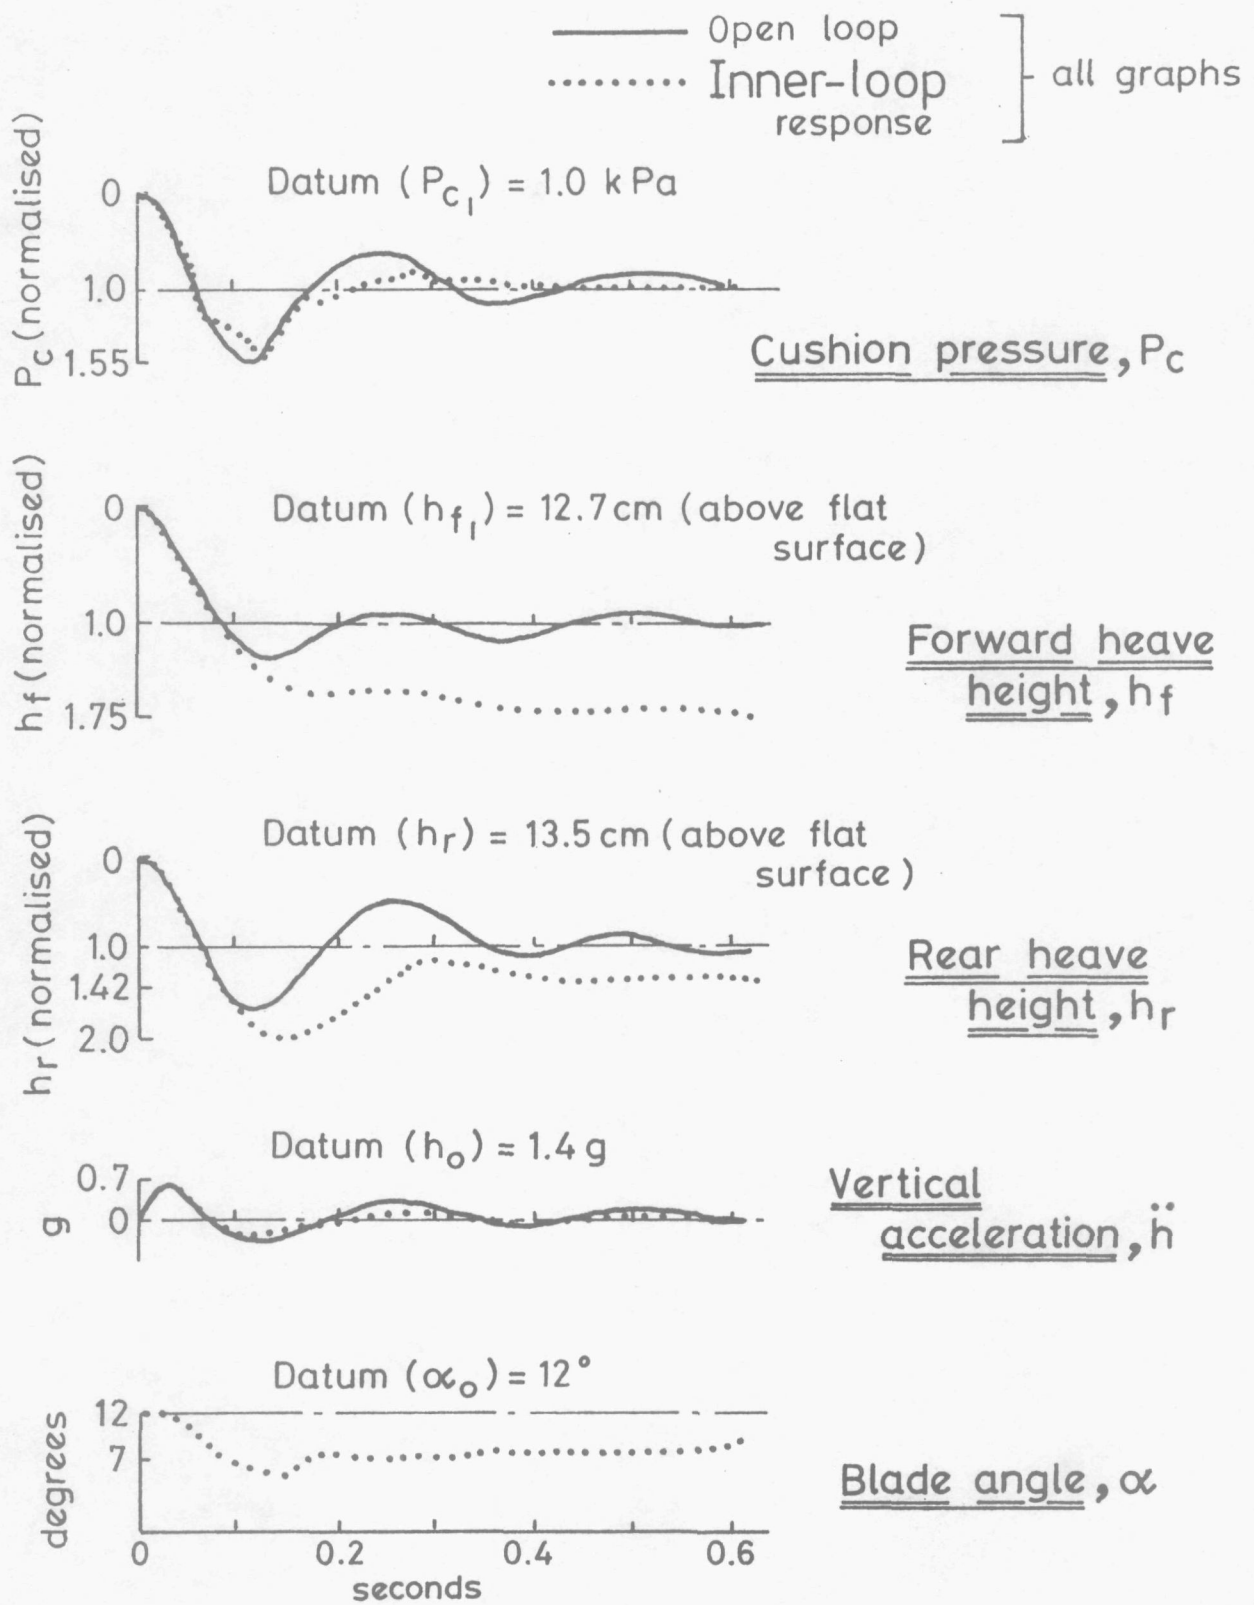 Open loop
Inner-loop
response
all graphs
Pc (normalised)
0
1.0
1.55
Datum (Pc1) = 1.0 kPa
Cushion pressure, Pc
hf (normalised)
0
1.0
1.75
Datum (hf1) = 12.7 cm (above flat
surface)
Forward heave
height, hf
hr (normalised)
0
1.0
1.42
2.0
Datum (hr) = 13.5 cm (above flat
surface)
Rear heave
height, hr
g
0.7
0
Datum (ho) = 1.4 g
Vertical
acceleration, ḧ
degrees
12
7
Datum (∝o) = 12°
Blade angle, ∝
0 0.2 0.4 0.6
seconds